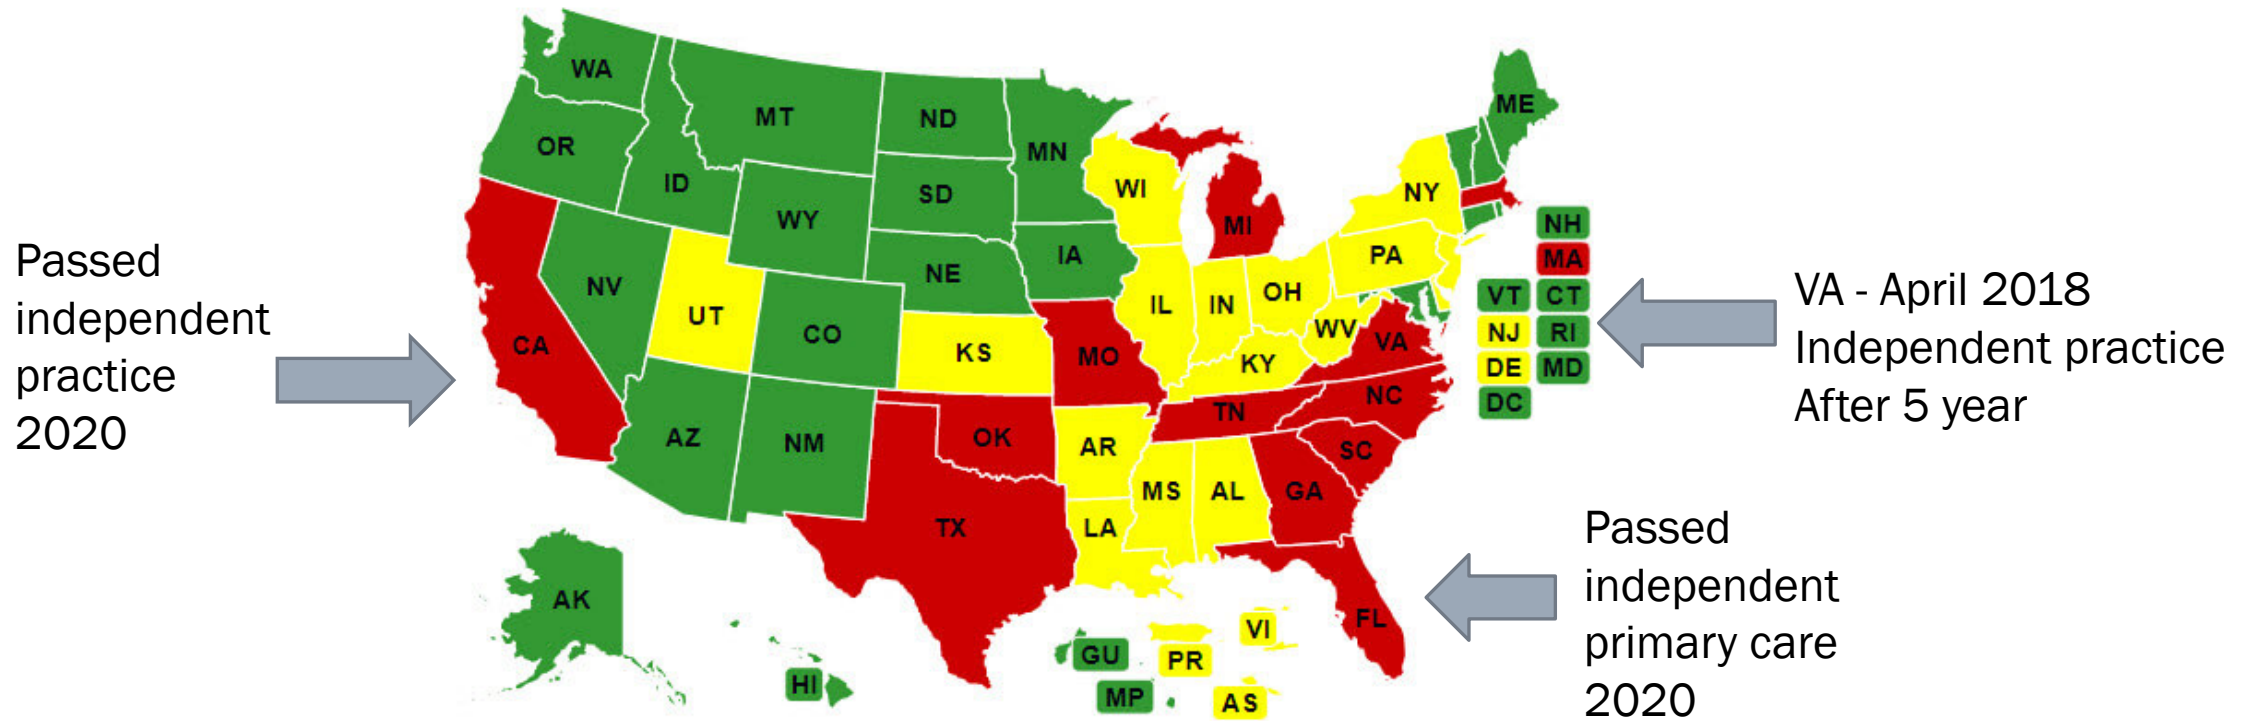 Passed
independent
practice
2020
WA
OR
CA
NV
ID
MT
WY
UT
AZ
CO
NM
ND
SD
NE
KS
OK
TX
MN
IA
MO
AR
LA
WI
IL
MS
MI
IN
KY
TN
AL
OH
WV
VA
NC
SC
GA
FL
PA
NY
ME
NH
MA
VT
CT
NJ
RI
DE
MD
DC
AK
HI
GU
MP
PR
VI
AS
VA - April 2018
Independent practice
After 5 year
Passed
independent
primary care
2020